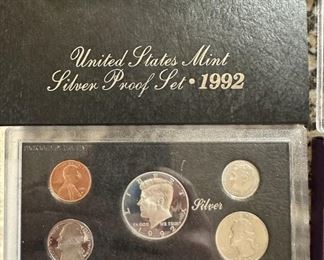 United States Mint
Silver Proof Set • 1992
Silver